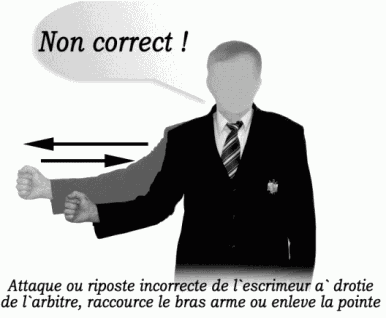 Non correct !
Attaque ou riposte incorrecte de l`escrimeur a` drotie
de l`arbitre, raccource le bras arme ou enleve la pointe